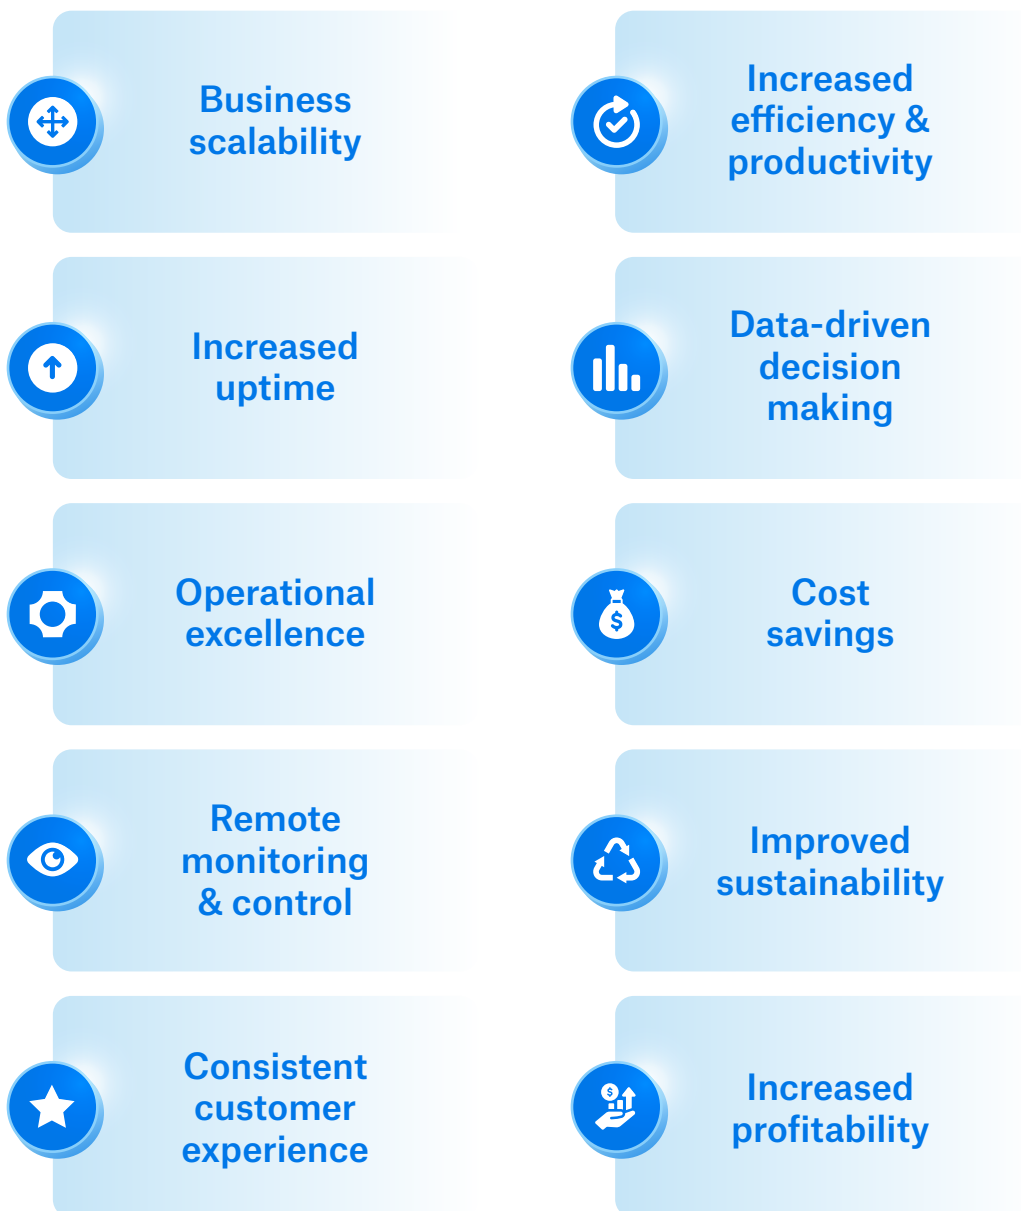 Business
scalability
Increased
efficiency &
productivity
Increased
uptime
Data-driven
decision
making
Operational
excellence
Cost
savings
Remote
monitoring
& control
Improved
sustainability
Consistent
customer
experience
Increased
profitability